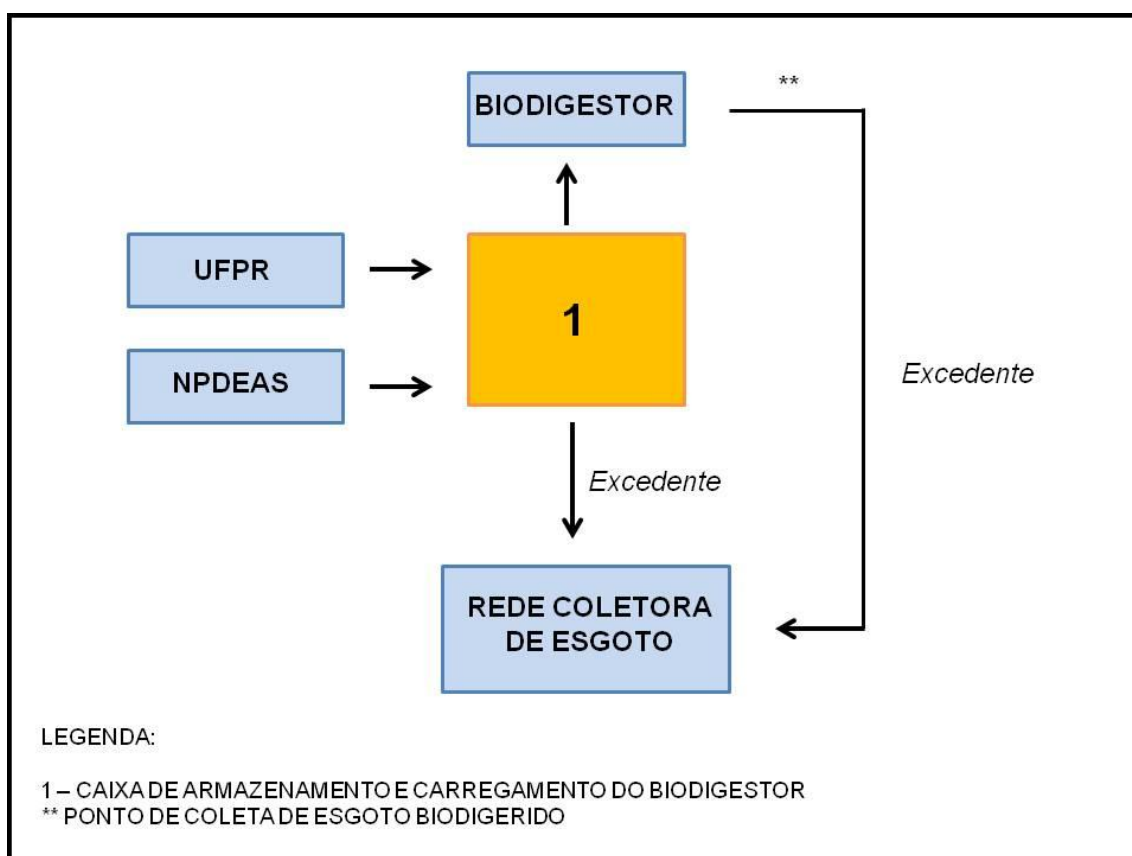 BIODIGESTOR
**
UFPR
1
NPDEAS
Excedente
Excedente
REDE COLETORA
DE ESGOTO
LEGENDA:
1 – CAIXA DE ARMAZENAMENTO E CARREGAMENTO DO BIODIGESTOR
** PONTO DE COLETA DE ESGOTO BIODIGERIDO